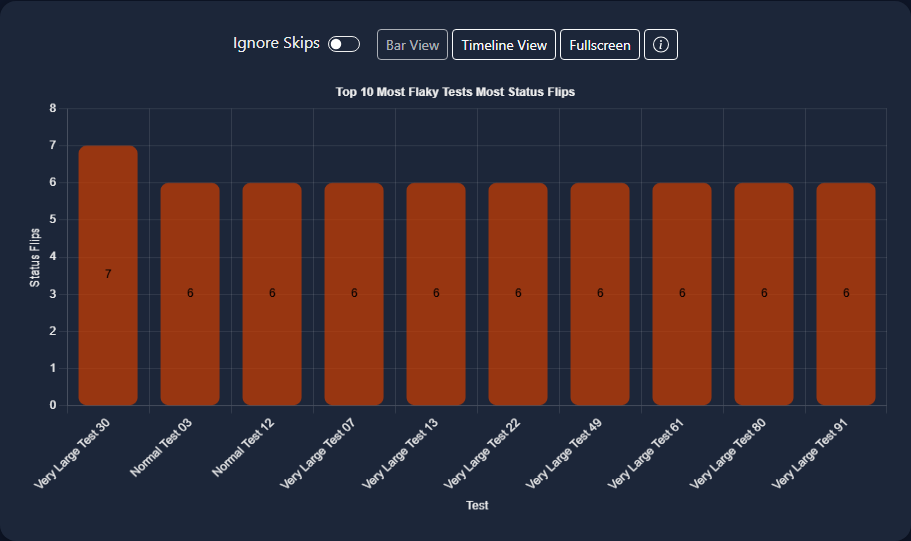 Ignore Skips
Bar View
Timeline View
Fullscreen
Top 10 Most Flaky Tests Most Status Flips
Status Flips
8
7
6
5
4
3
2
1
0
7
6
6
6
6
6
6
6
6
6
Very Large Test 30
Normal Test 03
Normal Test 12
Very Large Test 07
Very Large Test 13
Very Large Test 22
Very Large Test 49
Very Large Test 61
Very Large Test 80
Very Large Test 91
Test